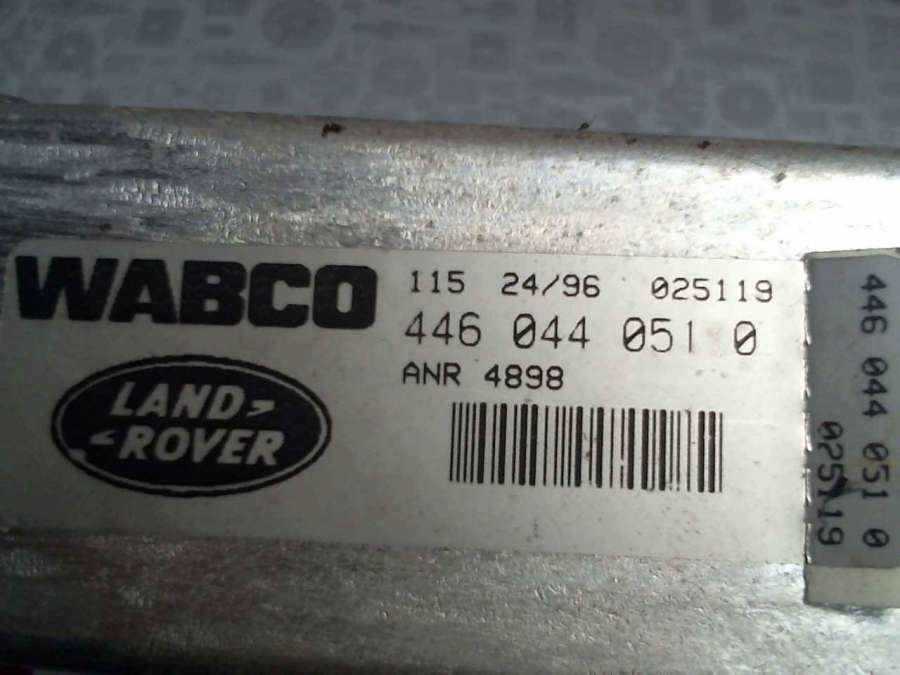 WABCO
115 24/96 025119
446 044 051 0
ANR 4898
LAND
ROVER
446 044 051 0
025119